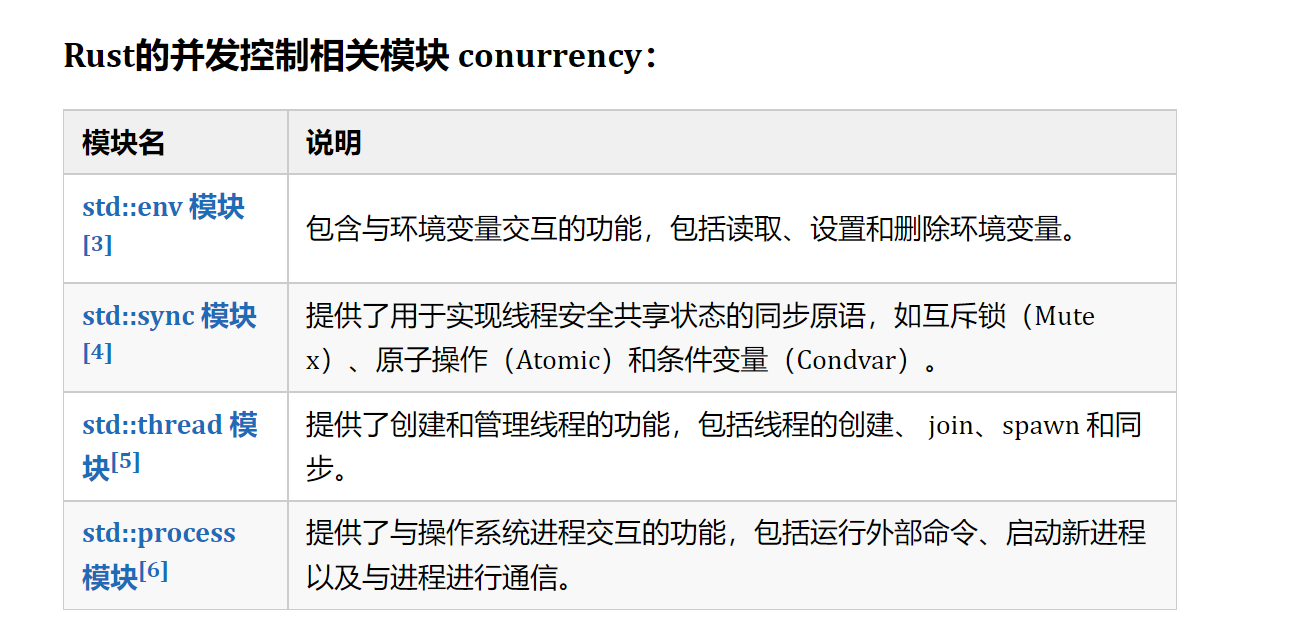 Rust的并发控制相关模块 conurrency：
模块名
说明
std::env 模块
[3]
包含与环境变量交互的功能，包括读取、设置和删除环境变量。
std::sync 模块
[4]
提供了用于实现线程安全共享状态的同步原语，如互斥锁（Mute
x）、原子操作（Atomic）和条件变量（Condvar）。
std::thread 模
块[5]
提供了创建和管理线程的功能，包括线程的创建、 join、spawn 和同
步。
std::process
模块[6]
提供了与操作系统进程交互的功能，包括运行外部命令、启动新进程
以及与进程进行通信。